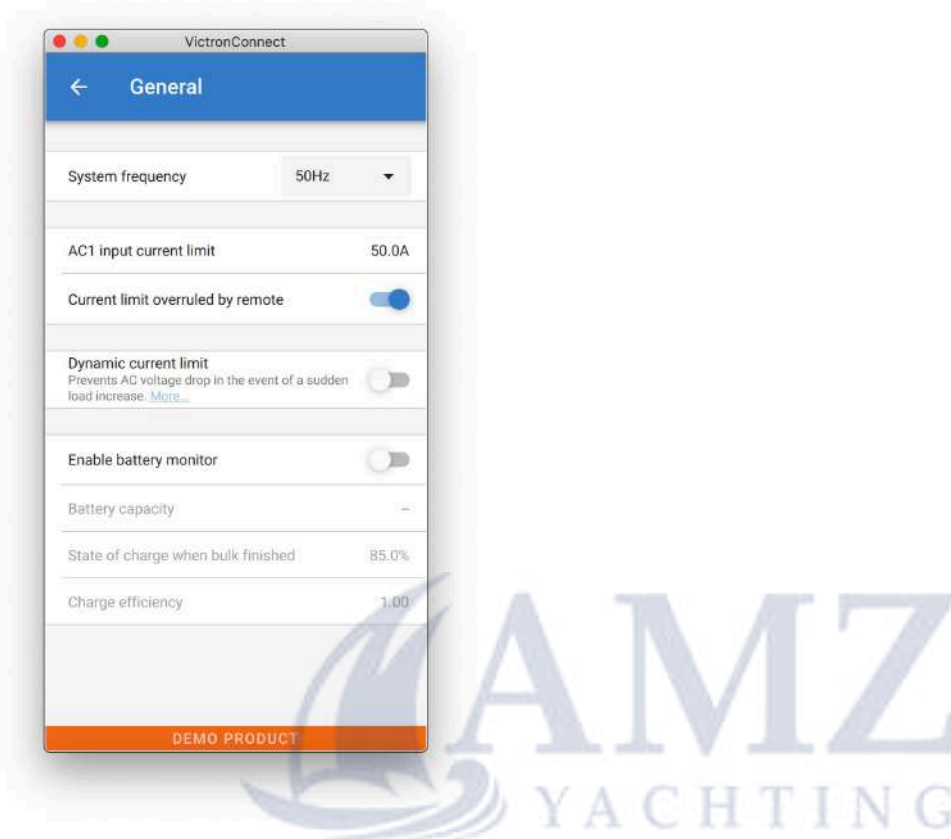 VictronConnect
General
System frequency 50Hz
AC1 input current limit 50.0A
Current limit overruled by remote
Dynamic current limit
Prevents AC voltage drop in the event of a sudden
load increase. More...
Enable battery monitor
Battery capacity –
State of charge when bulk finished 85.0%
Charge efficiency 1.00
DEMO PRODUCT
AMZ
YACHTING